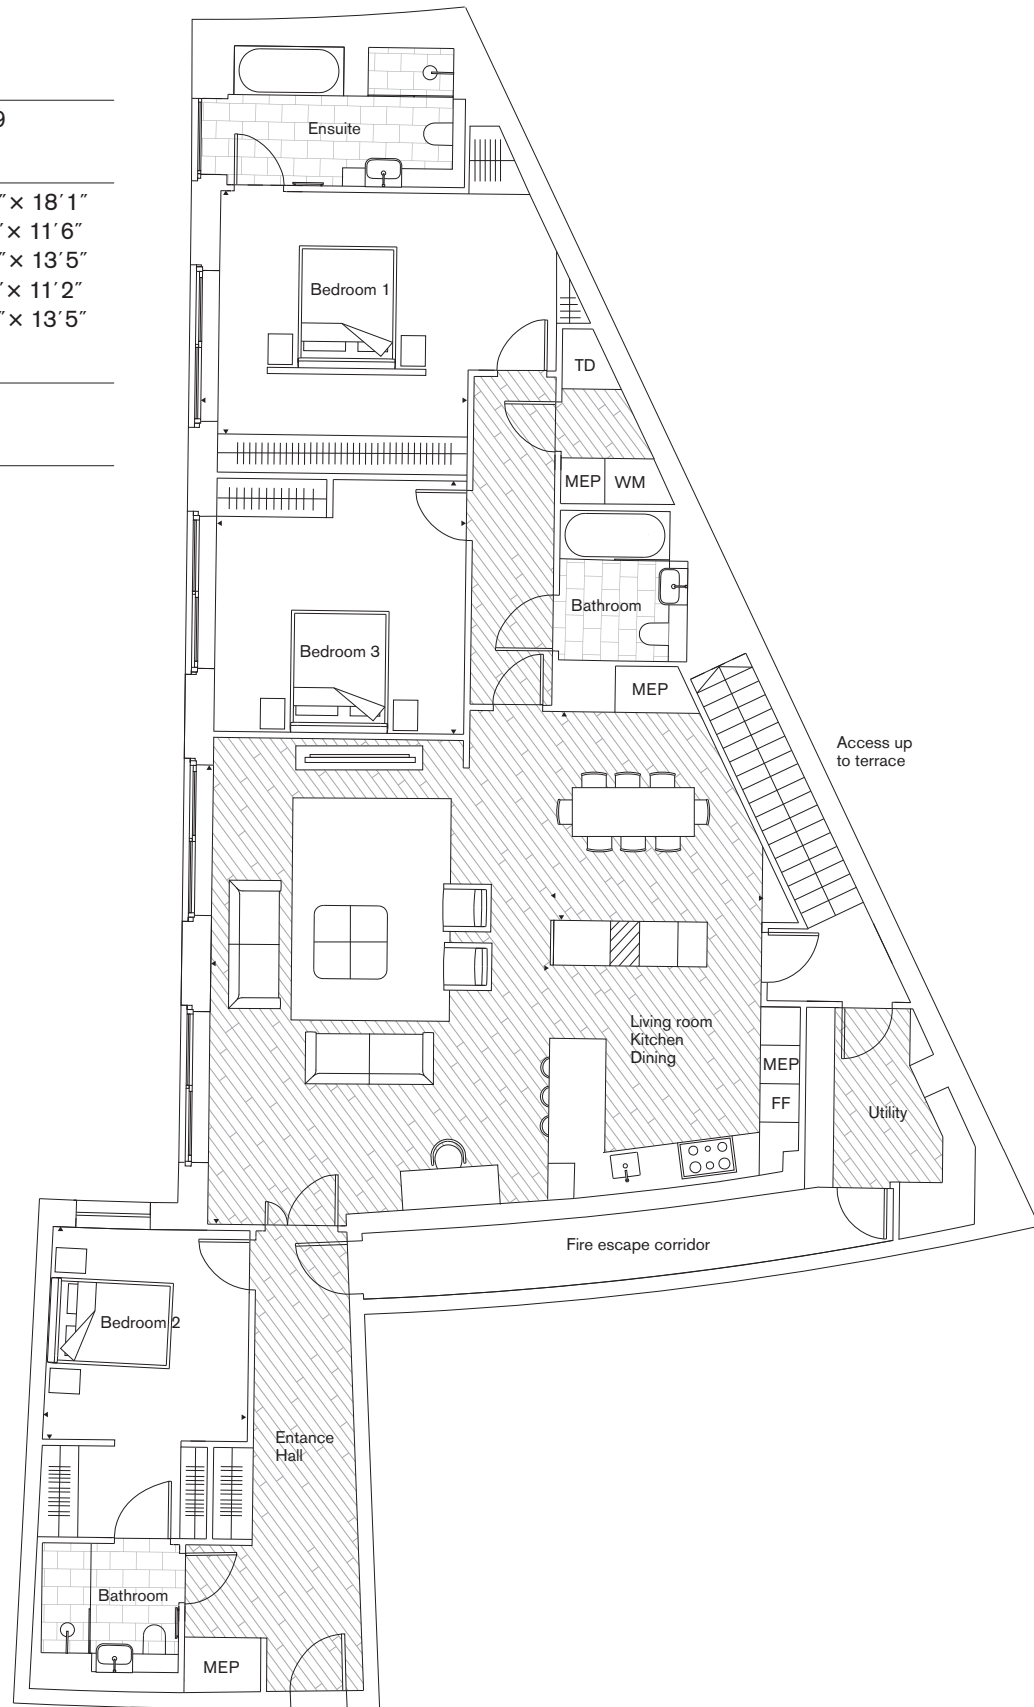 9
″ × 18′1″
″ × 11′6″
″ × 13′5″
″ × 11′2″
″ × 13′5″
Ensuite
Bedroom 1
TD
MEP WM
Bathroom
Bedroom 3
MEP
Access up
to terrace
Living room
Kitchen
Dining
MEP
FF
Utility
Fire escape corridor
Bedroom 2
Entance
Hall
Bathroom
MEP